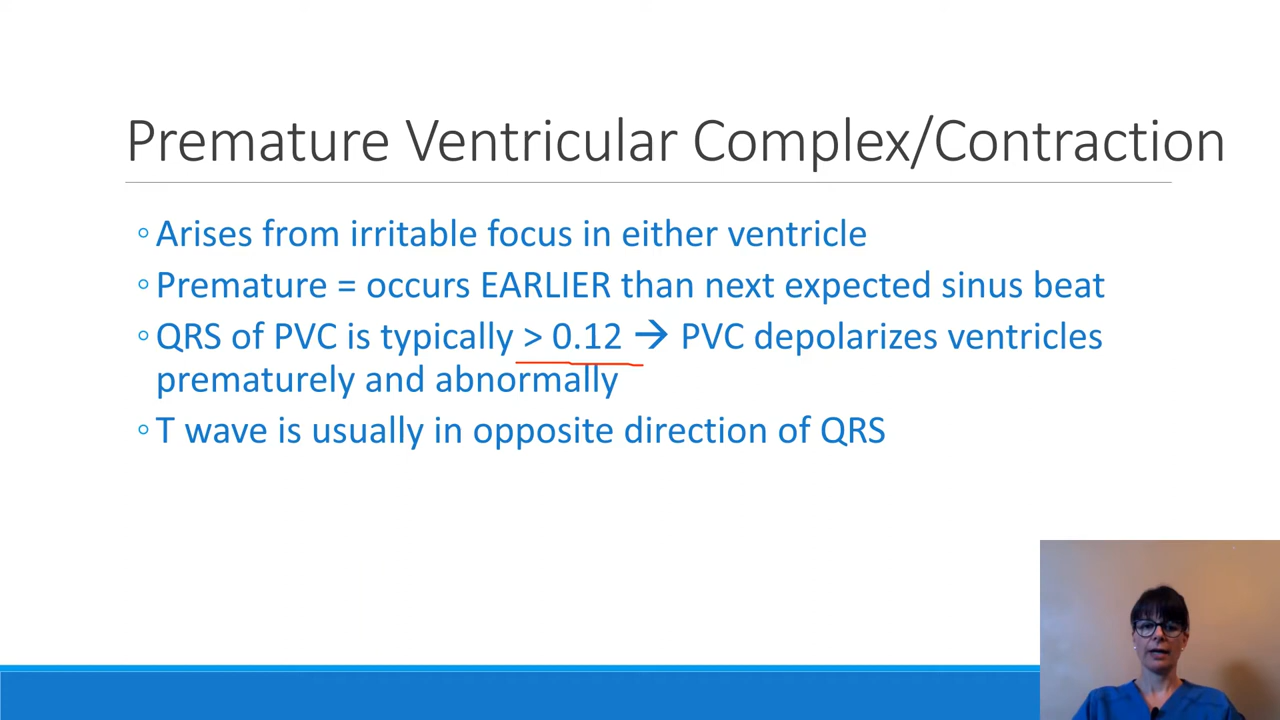 Premature Ventricular Complex/Contraction
◦Arises from irritable focus in either ventricle
◦Premature = occurs EARLIER than next expected sinus beat
◦QRS of PVC is typically > 0.12 → PVC depolarizes ventricles
prematurely and abnormally
◦T wave is usually in opposite direction of QRS